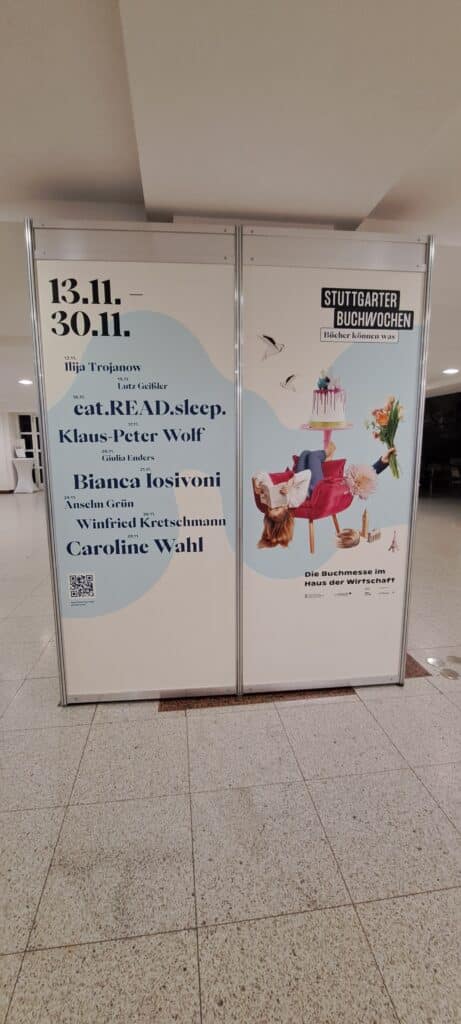 13.11. —
30.11.
Ilija Trojanow
Lutz Geißler
eat.READ.sleep.
Klaus-Peter Wolf
Giulia Enders
Bianca Iosivoni
Anselm Grün
Winfried Kretschmann
Caroline Wahl
STUTTGARTER
BUCHWOCHEN
Bücher können was
Die Buchmesse im
Haus der Wirtschaft